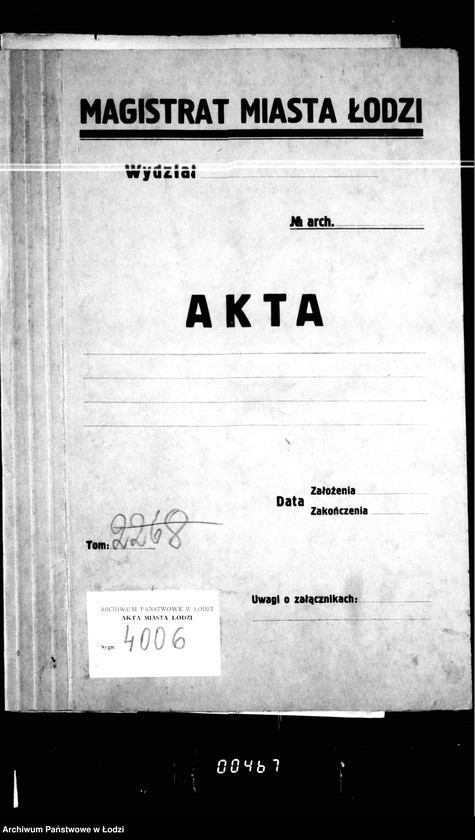 MAGISTRAT MIASTA ŁODZI
Wydział
№ arch.
AKTA
Data
Założenia
Zakończenia
Tom: 2268
Uwagi o załącznikach:
ARCHIWUM PAŃSTWOWE W ŁODZI
AKTA MIASTA ŁODZI
Sygn. 4006
00467
Archiwum Państwowe w Łodzi